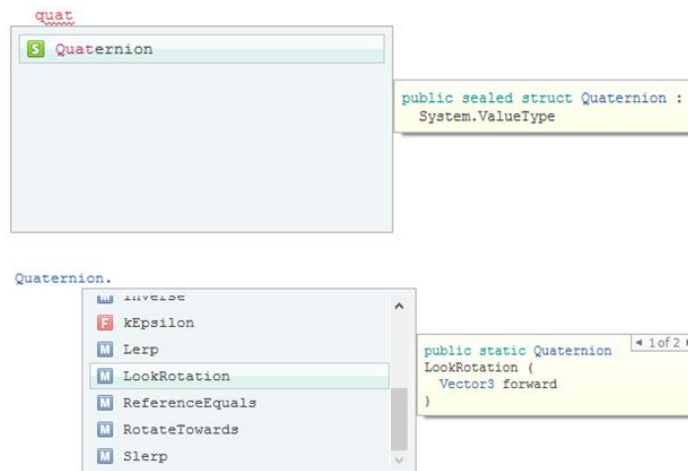 quat
S Quaternion
public sealed struct Quaternion :
System.ValueType
Quaternion.
M Inverse
F kEpsilon
M Lerp
M LookRotation
M ReferenceEquals
M RotateTowards
M Slerp
1 of 2
public static Quaternion
LookRotation (
Vector3 forward
)